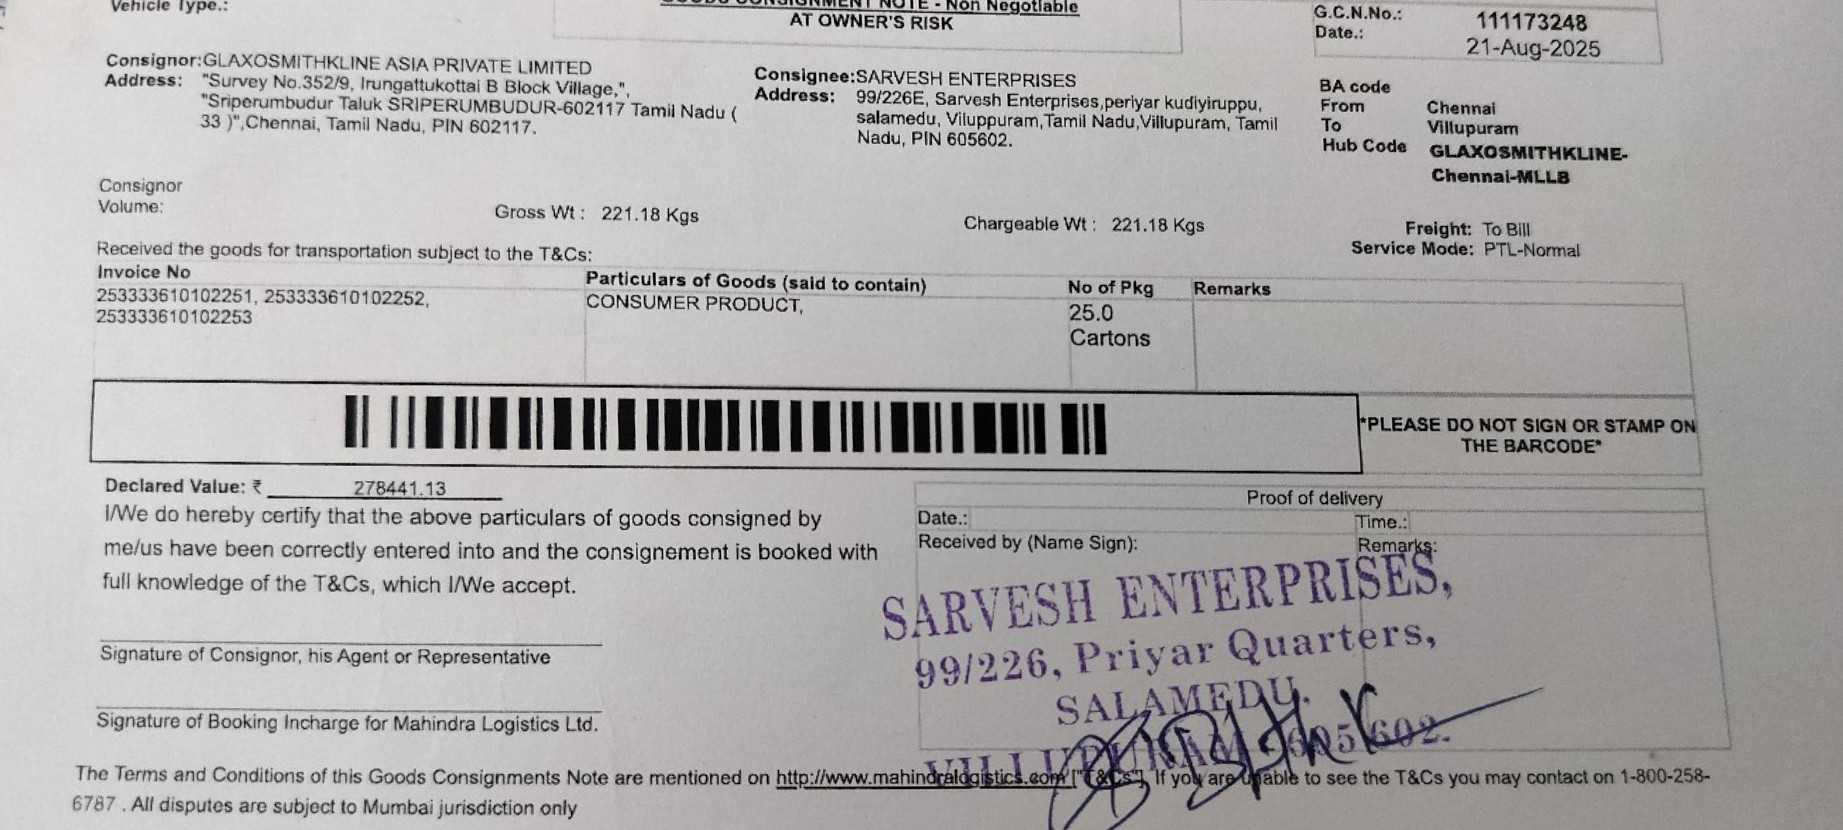 Vehicle Type.:
GOODS CONSIGNMENT NOTE - Non Negotiable
AT OWNER'S RISK
G.C.N.No.: 111173248
Date.: 21-Aug-2025
Consignor:GLAXOSMITHKLINE ASIA PRIVATE LIMITED
Address: "Survey No.352/9, Irungattukottai B Block Village,",
"Sriperumbudur Taluk SRIPERUMBUDUR-602117 Tamil Nadu (
33 )",Chennai, Tamil Nadu, PIN 602117.
Consignee:SARVESH ENTERPRISES
Address: 99/226E, Sarvesh Enterprises,periyar kudiyiruppu,
salamedu, Viluppuram,Tamil Nadu,Villupuram, Tamil
Nadu, PIN 605602.
BA code
From Chennai
To Villupuram
Hub Code GLAXOSMITHKLINE-
Chennai-MLLB
Consignor
Volume:
Gross Wt : 221.18 Kgs
Chargeable Wt : 221.18 Kgs
Freight: To Bill
Service Mode: PTL-Normal
Received the goods for transportation subject to the T&Cs:
Invoice No
Particulars of Goods (said to contain)
No of Pkg
Remarks
253333610102251, 253333610102252,
253333610102253
CONSUMER PRODUCT,
25.0
Cartons
*PLEASE DO NOT SIGN OR STAMP ON
THE BARCODE*
Declared Value: ₹ 278441.13
I/We do hereby certify that the above particulars of goods consigned by
me/us have been correctly entered into and the consignement is booked with
full knowledge of the T&Cs, which I/We accept.
Proof of delivery
Date.:
Time.:
Received by (Name Sign):
Remarks:
SARVESH ENTERPRISES,
99/226, Priyar Quarters,
SALAMEDU.
VILLUPURAM - 605 602.
Signature of Consignor, his Agent or Representative
Signature of Booking Incharge for Mahindra Logistics Ltd.
The Terms and Conditions of this Goods Consignments Note are mentioned on http://www.mahindralogistics.com ["T&Cs"]. If you are unable to see the T&Cs you may contact on 1-800-258-
6787 . All disputes are subject to Mumbai jurisdiction only